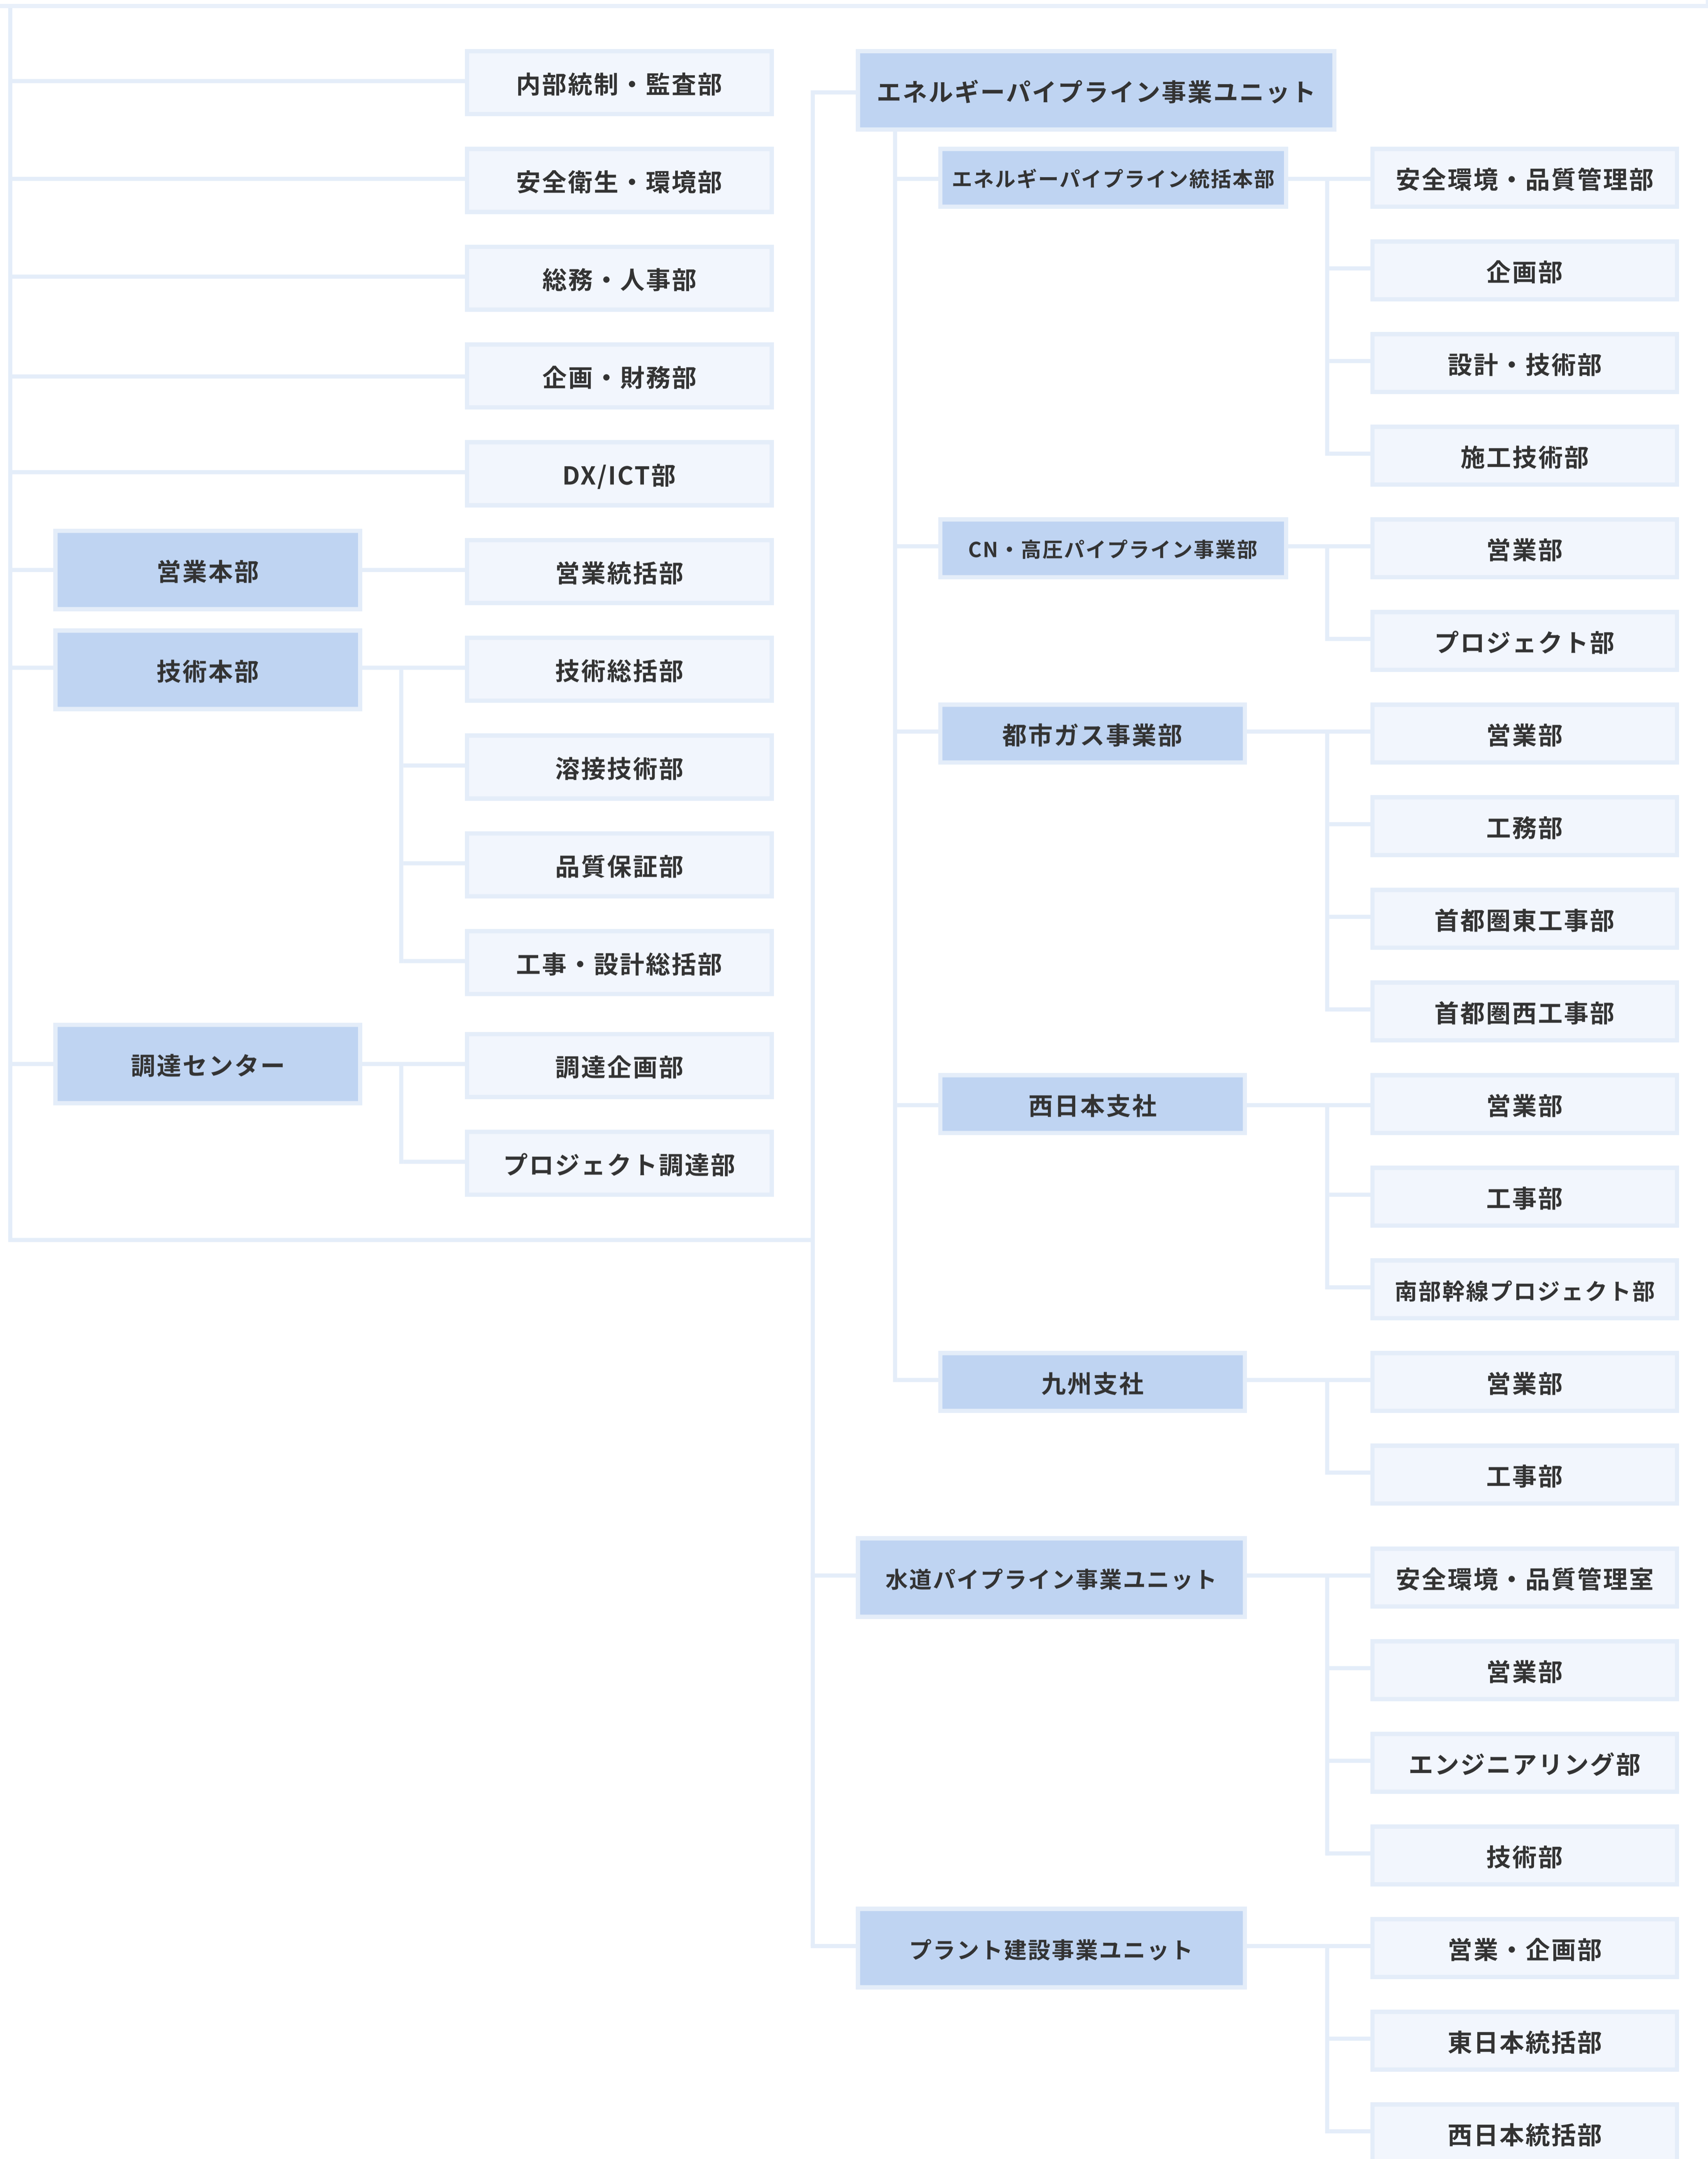 内部統制・監査部
安全衛生・環境部
総務・人事部
企画・財務部
DX/ICT部
営業本部
営業統括部
技術本部
技術総括部
溶接技術部
品質保証部
工事・設計総括部
調達センター
調達企画部
プロジェクト調達部
エネルギーパイプライン事業ユニット
エネルギーパイプライン統括本部
安全環境・品質管理部
企画部
設計・技術部
施工技術部
CN・高圧パイプライン事業部
営業部
プロジェクト部
都市ガス事業部
営業部
工務部
首都圏東工事部
首都圏西工事部
西日本支社
営業部
工事部
南部幹線プロジェクト部
九州支社
営業部
工事部
水道パイプライン事業ユニット
安全環境・品質管理室
営業部
エンジニアリング部
技術部
プラント建設事業ユニット
営業・企画部
東日本統括部
西日本統括部